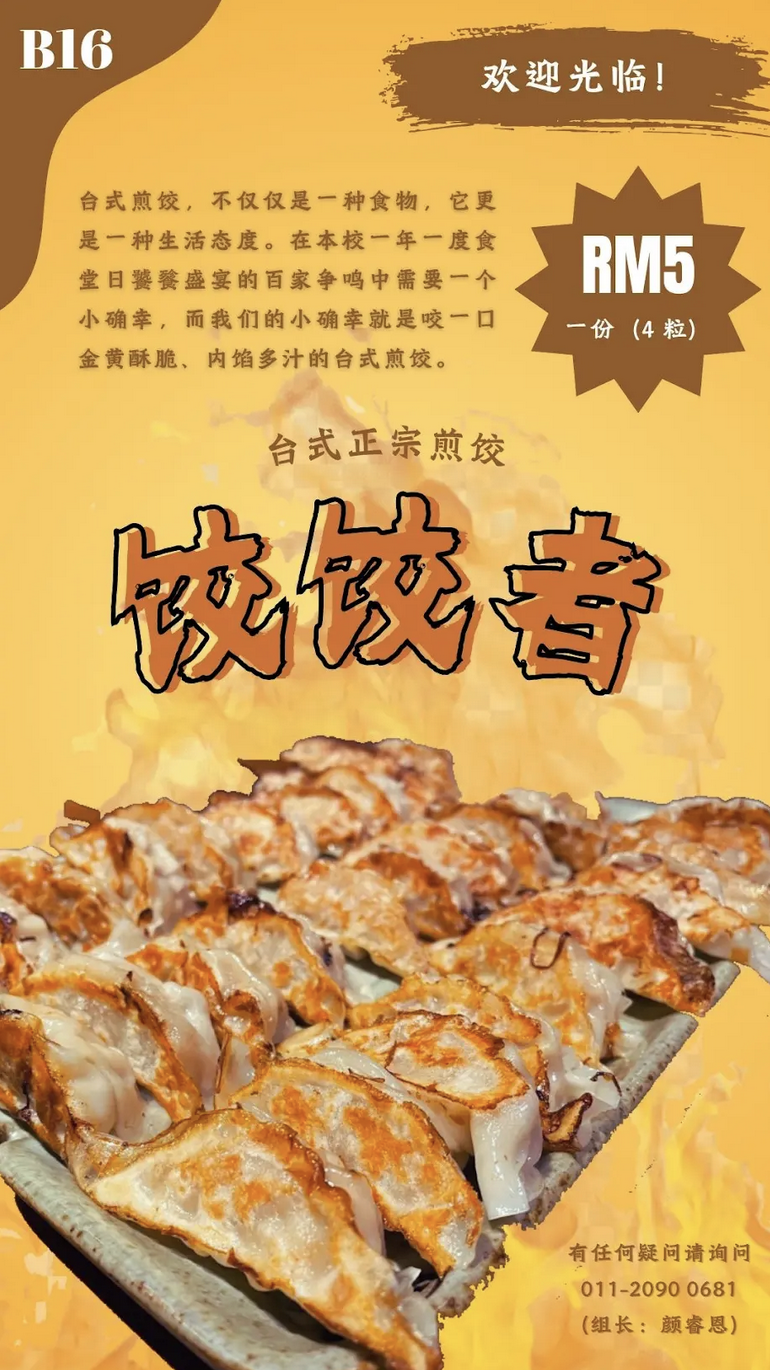 B16
欢迎光临！
台式煎饺，不仅仅是一种食物，它更
是一种生活态度。在本校一年一度食
堂日饕餮盛宴的百家争鸣中需要一个
小确幸，而我们的小确幸就是咬一口
金黄酥脆、内馅多汁的台式煎饺。
RM5
一份 (4 粒)
台式正宗煎饺
饺饺者
有任何疑问请询问
011-2090 0681
(组长：颜睿恩)